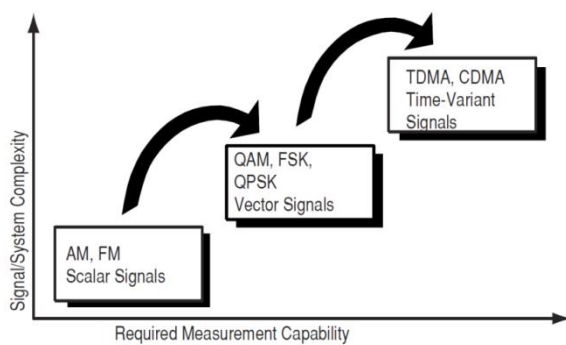 Signal/System Complexity
TDMA, CDMA
Time-Variant
Signals
QAM, FSK,
QPSK
Vector Signals
AM, FM
Scalar Signals
Required Measurement Capability